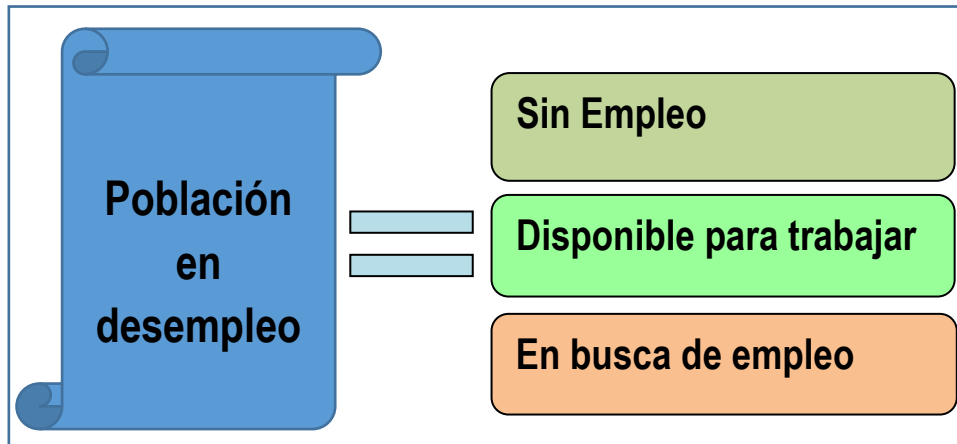 Población
en
desempleo
Sin Empleo
Disponible para trabajar
En busca de empleo